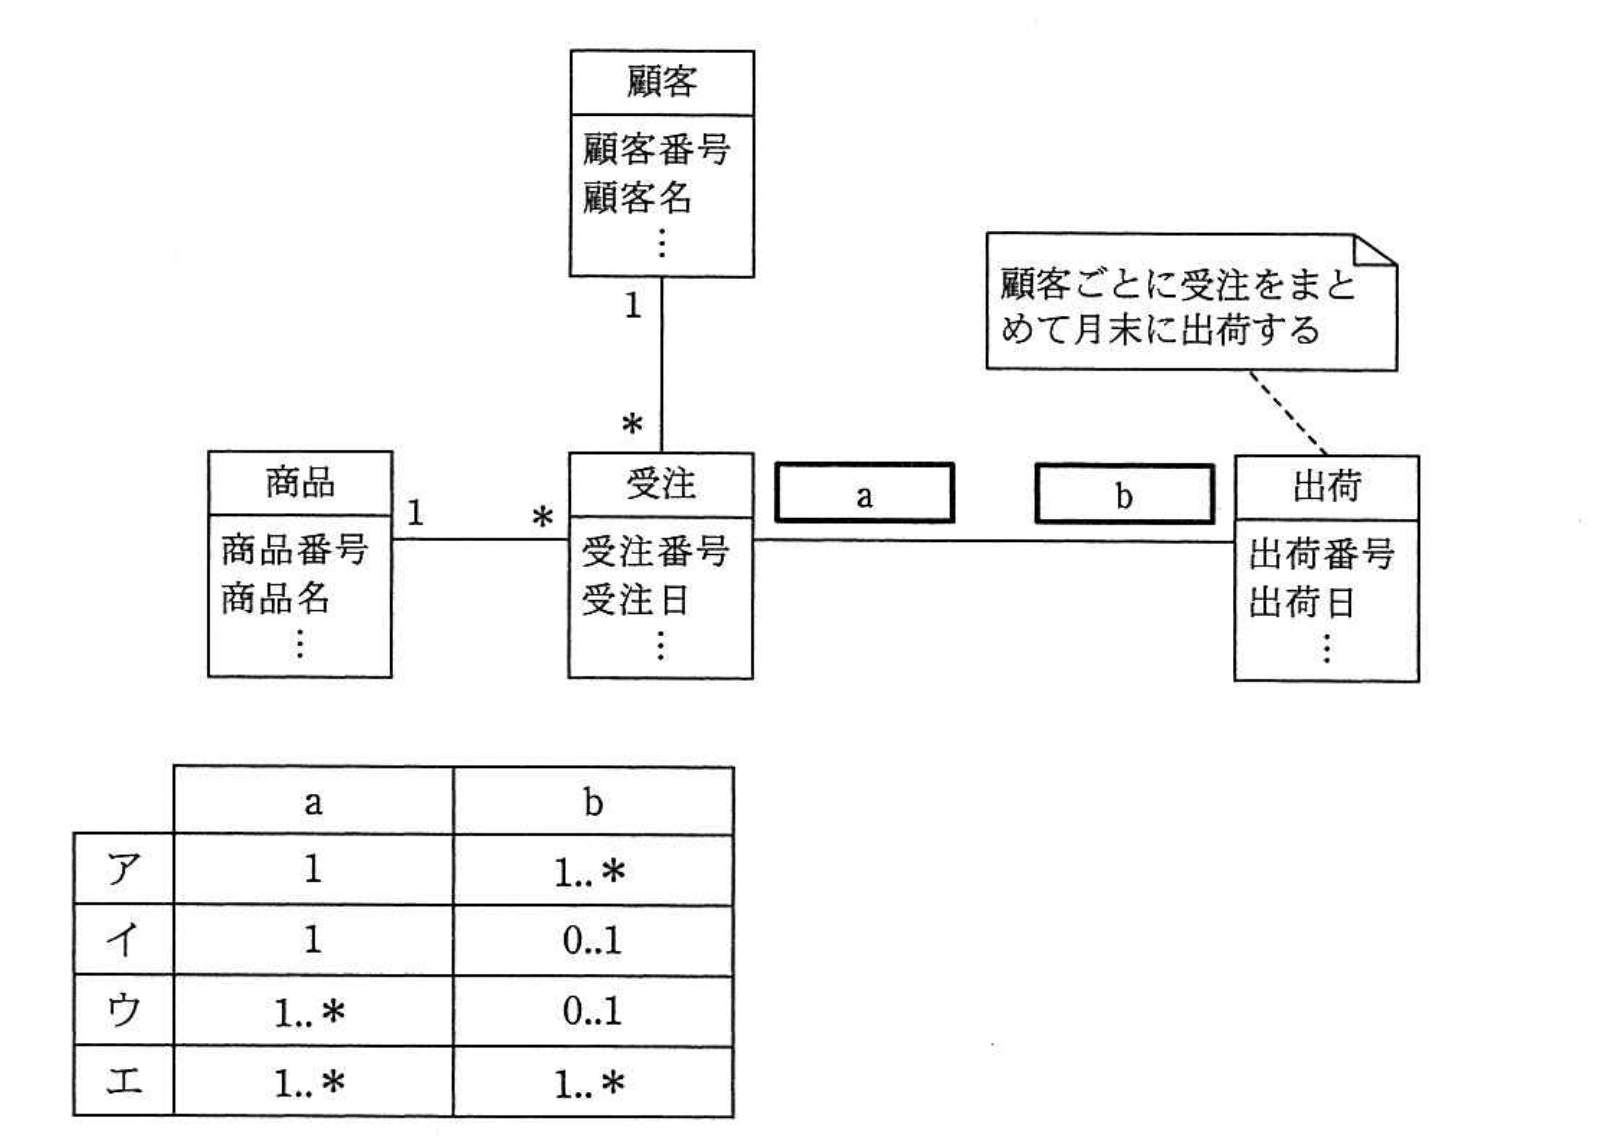 顧客
顧客番号
顧客名
⋮
1
*
顧客ごとに受注をまと
めて月末に出荷する
商品
商品番号
商品名
⋮
1
*
受注
受注番号
受注日
⋮
a
b
出荷
出荷番号
出荷日
⋮
a b
ア 1 1..*
イ 1 0..1
ウ 1..* 0..1
エ 1..* 1..*